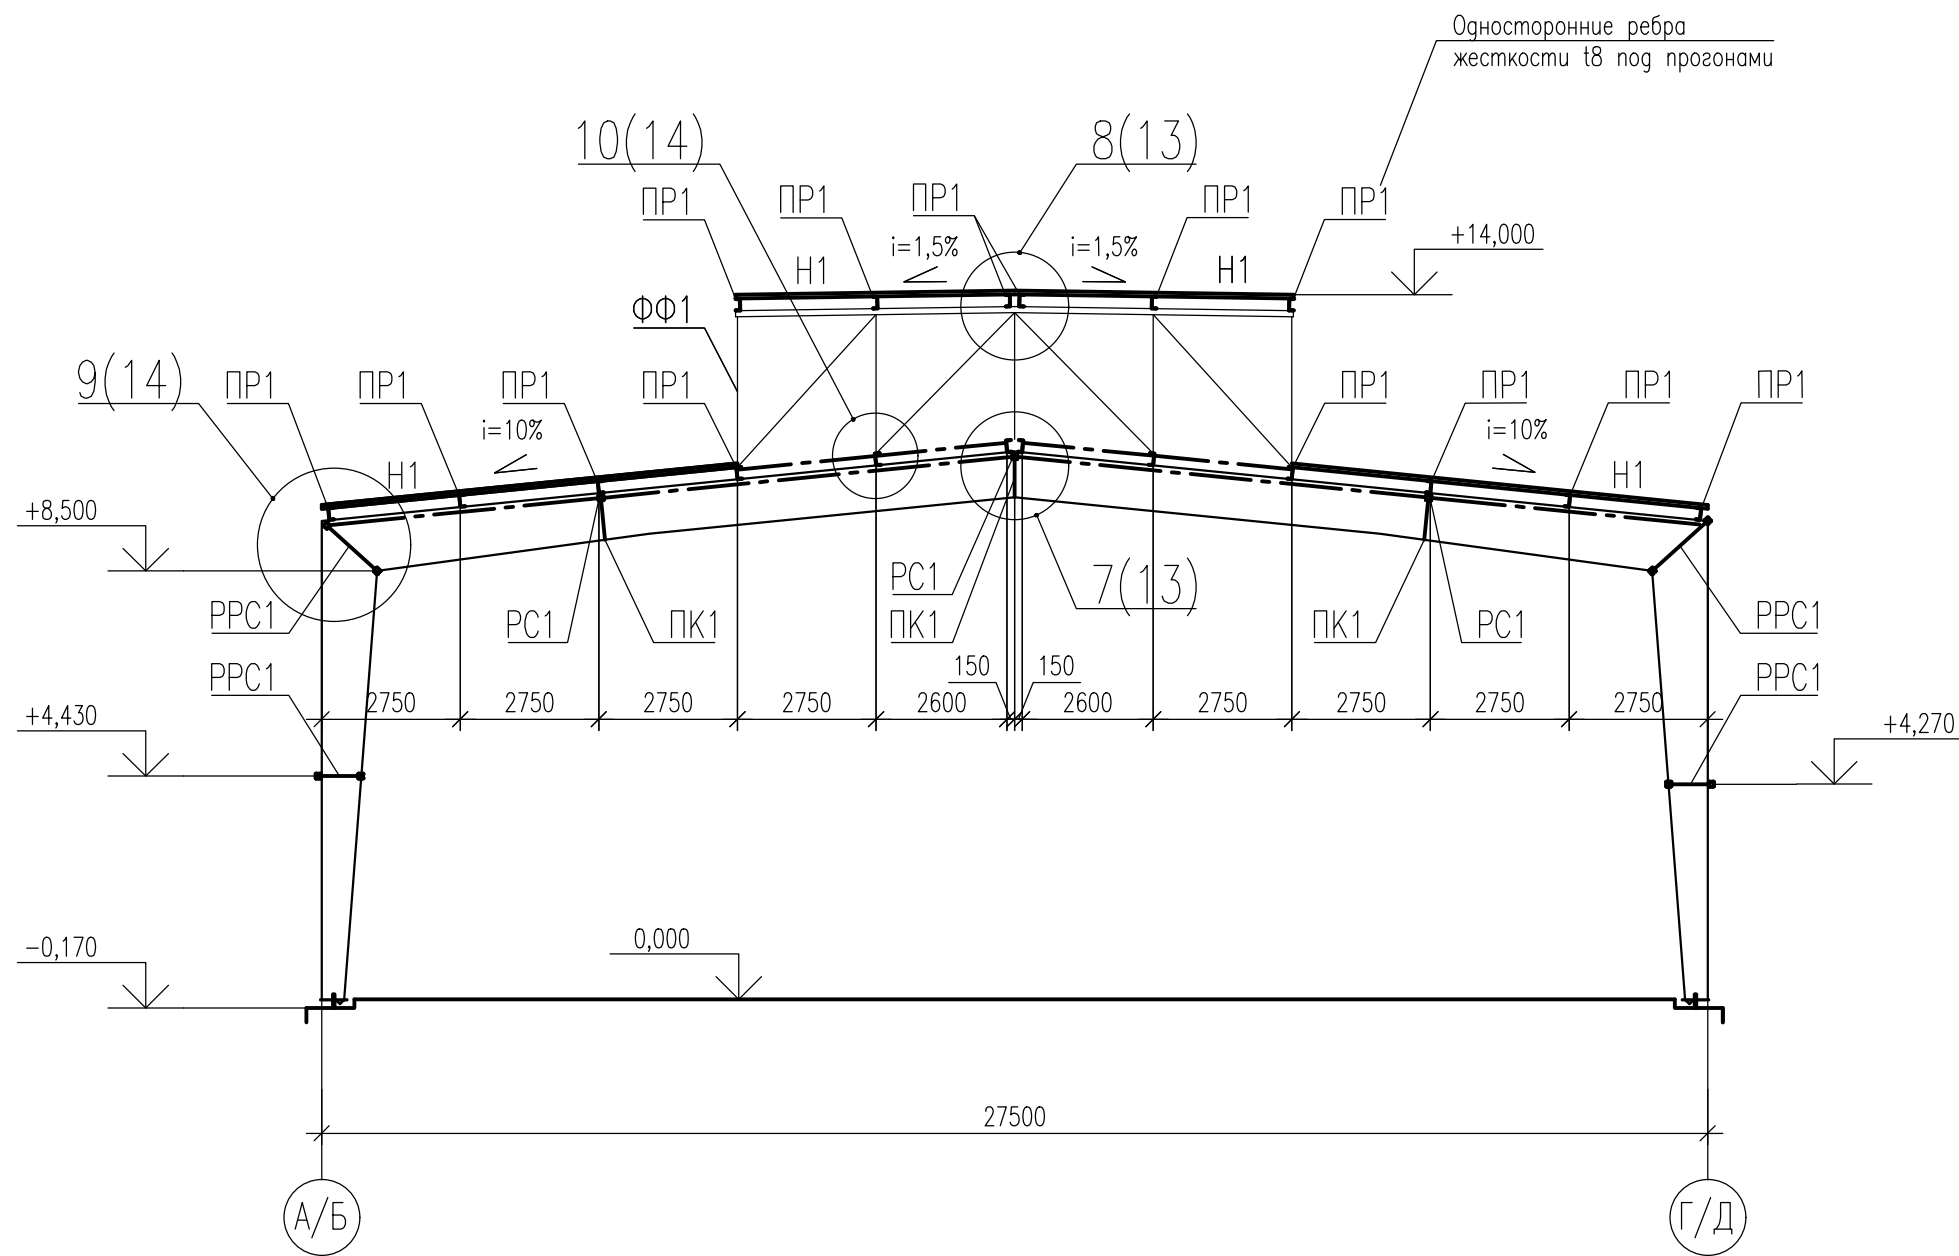 Односторонние ребра
жесткости t8 под прогонами
10(14)
8(13)
ПР1
ПР1
ПР1
ПР1
ПР1
i=1,5%
i=1,5%
+14,000
Н1
Н1
ФФ1
9(14)
ПР1
ПР1
ПР1
ПР1
ПР1
ПР1
ПР1
ПР1
i=10%
i=10%
Н1
Н1
+8,500
РС1
7(13)
РРС1
РС1
ПК1
ПК1
ПК1
РС1
РРС1
РРС1
150
150
РРС1
2750
2750
2750
2750
2600
2600
2750
2750
2750
2750
+4,430
+4,270
-0,170
0,000
27500
А/Б
Г/Д